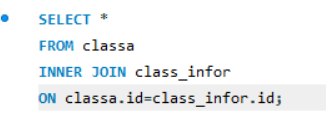 SELECT *
FROM classa
INNER JOIN class_infor
ON classa.id=class_infor.id;